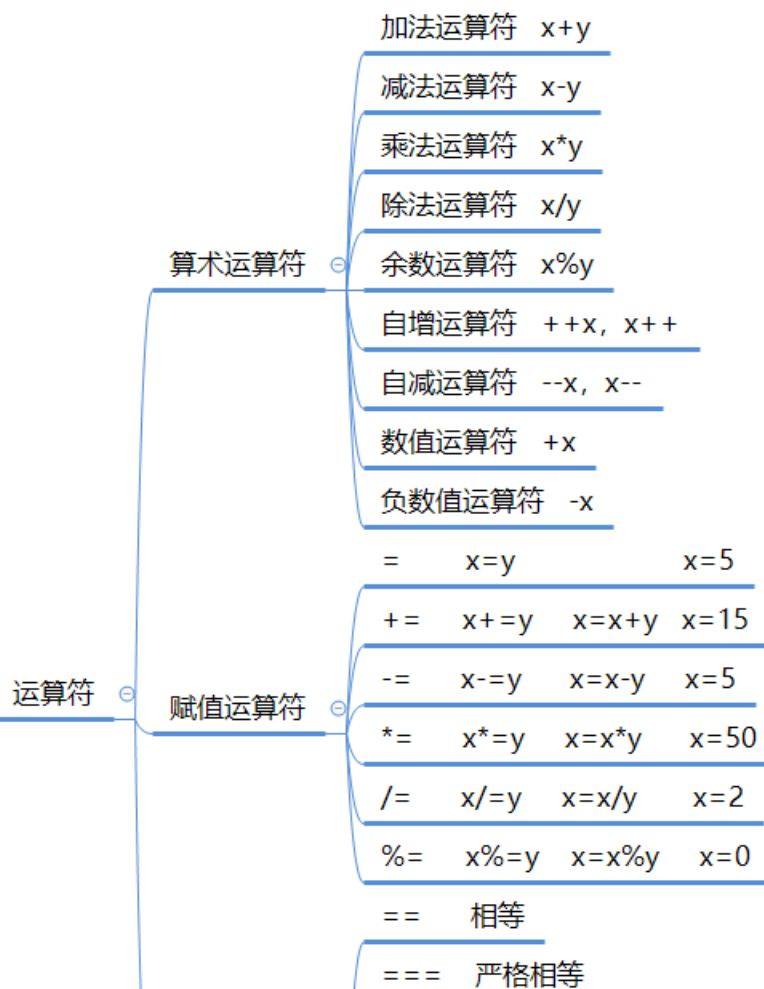 加法运算符 x+y
减法运算符 x-y
乘法运算符 x*y
除法运算符 x/y
算术运算符
余数运算符 x%y
自增运算符 ++x，x++
自减运算符 --x，x--
数值运算符 +x
负数值运算符 -x
= x=y x=5
+= x+=y x=x+y x=15
运算符
-= x-=y x=x-y x=5
赋值运算符
*= x*=y x=x*y x=50
/= x/=y x=x/y x=2
%= x%=y x=x%y x=0
== 相等
=== 严格相等